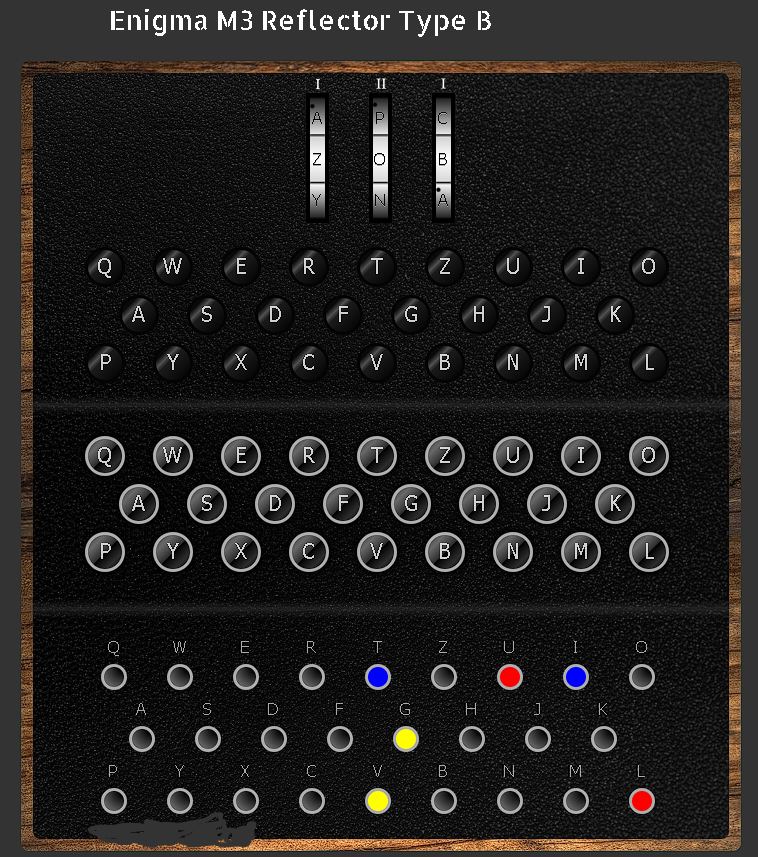 Enigma M3 Reflector Type B
I II I
A P C
Z O B
Y N A
Q W E R T Z U I O
A S D F G H J K
P Y X C V B N M L
Q W E R T Z U I O
A S D F G H J K
P Y X C V B N M L
Q W E R T Z U I O
A S D F G H J K
P Y X C V B N M L